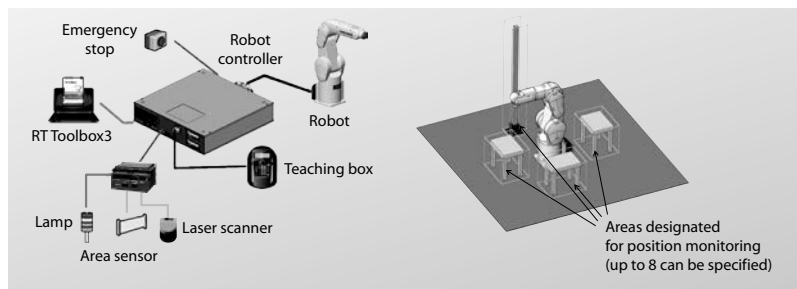 Emergency
stop
Robot
controller
RT Toolbox3
Robot
Teaching box
Lamp
Laser scanner
Area sensor
Areas designated
for position monitoring
(up to 8 can be specified)